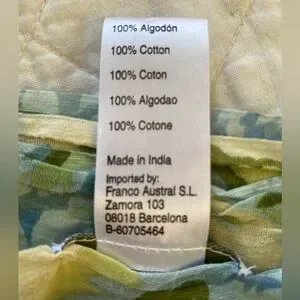 100% Algodón
100% Cotton
100% Coton
100% Algodao
100% Cotone
Made in India
Imported by:
Franco Austral S.L.
Zamora 103
08018 Barcelona
B-60705464